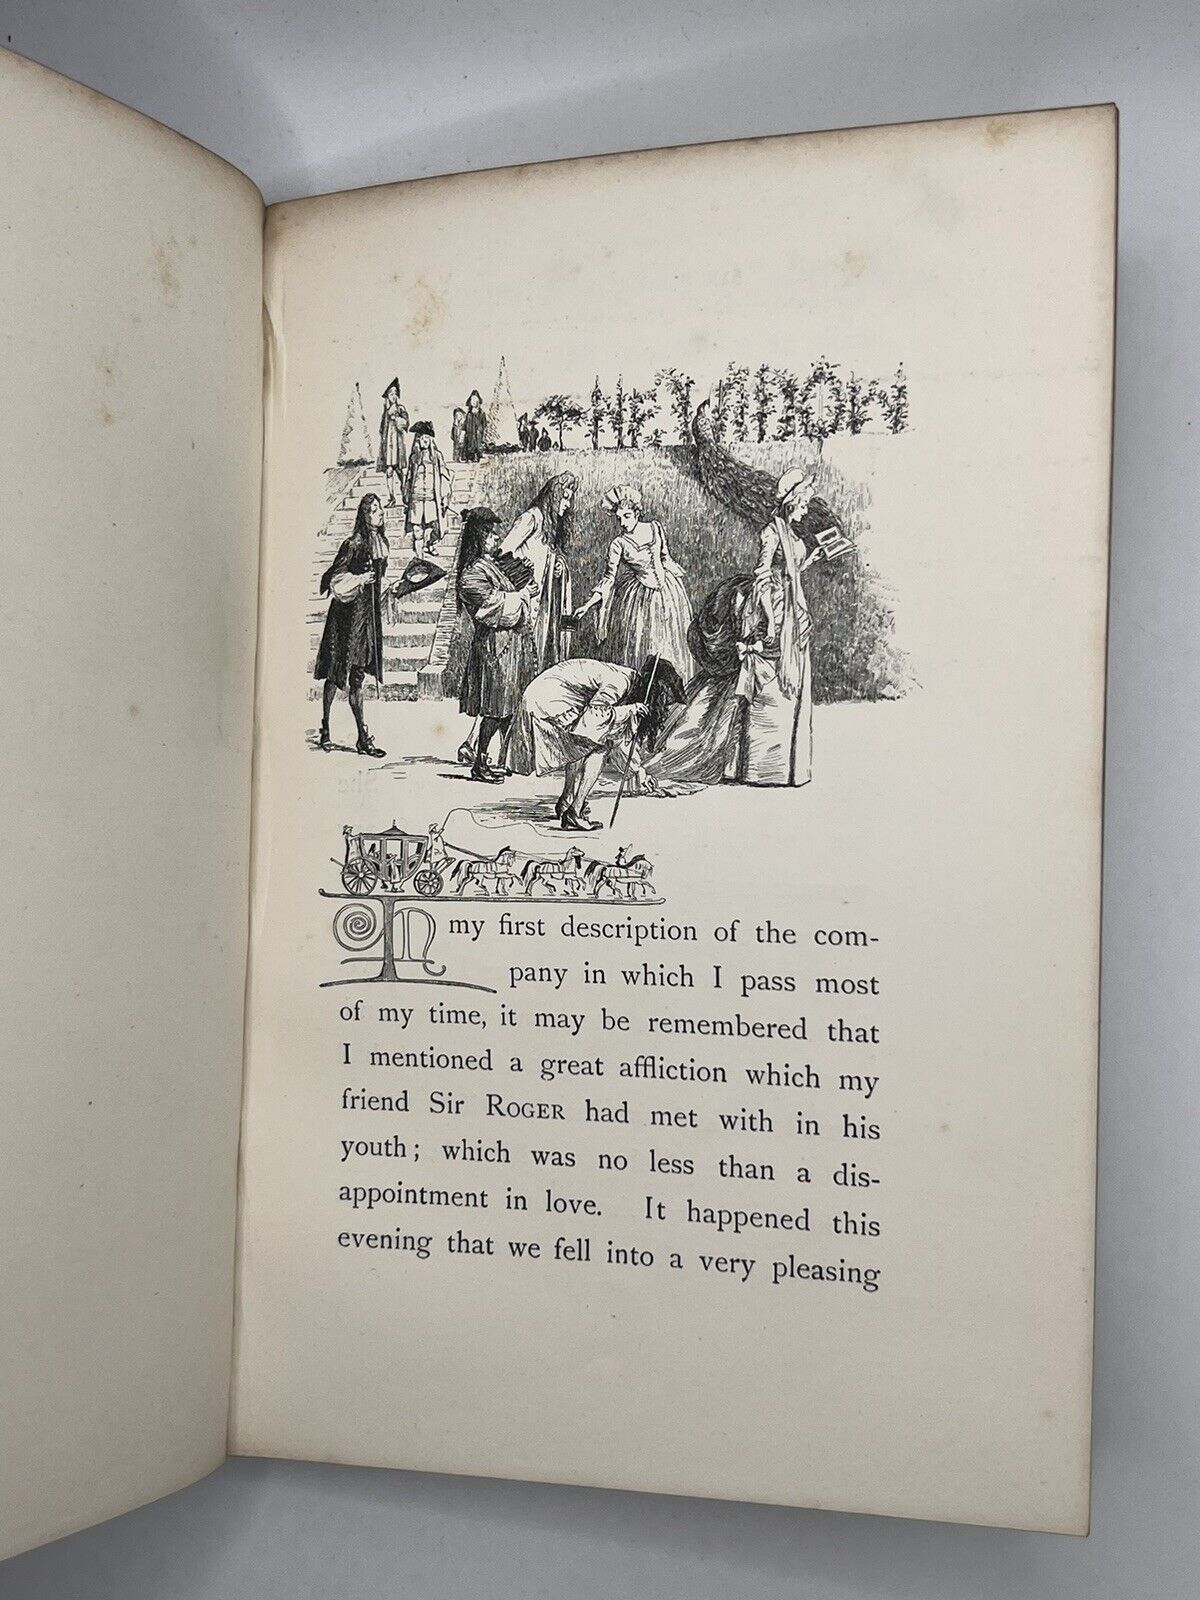 In my first description of the com-
pany in which I pass most
of my time, it may be remembered that
I mentioned a great affliction which my
friend Sir ROGER had met with in his
youth; which was no less than a dis-
appointment in love. It happened this
evening that we fell into a very pleasing